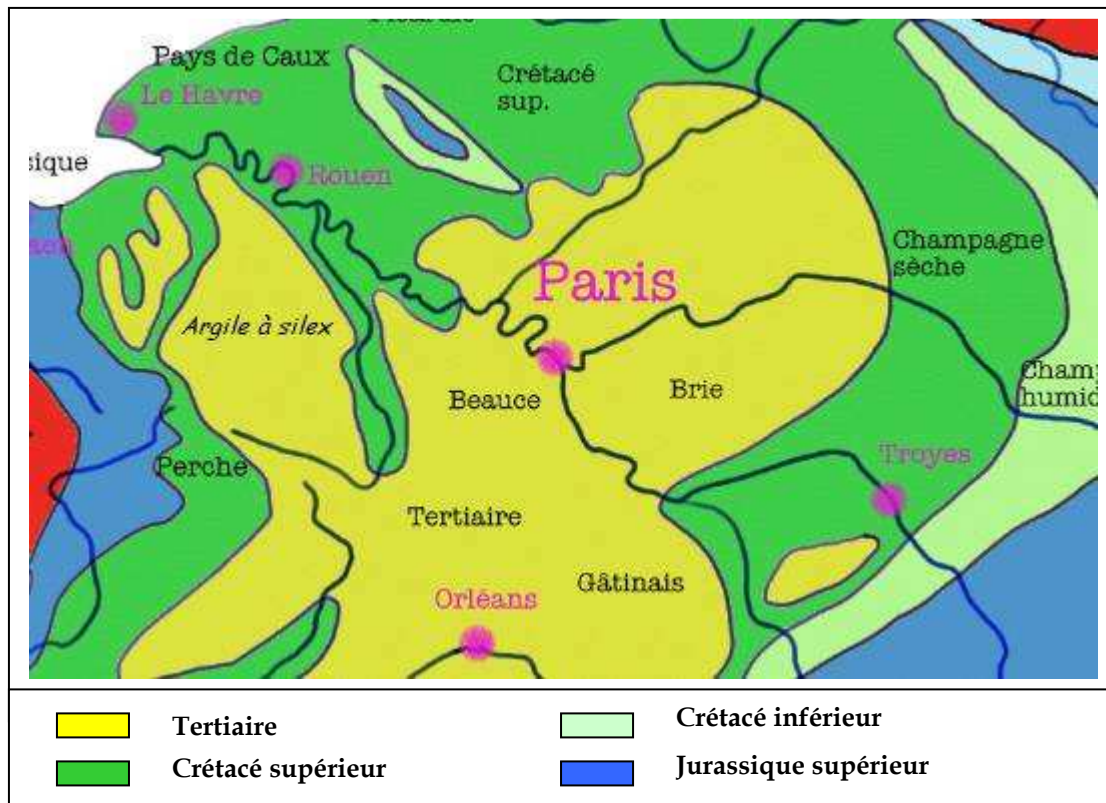 Pays de Caux
Crétacé
sup.
Le Havre
Rouen
Champagne
sèche
Paris
Argile à silex
Beauce
Brie
Perche
Troyes
Tertiaire
Gâtinais
Orléans
Tertiaire
Crétacé inférieur
Crétacé supérieur
Jurassique supérieur